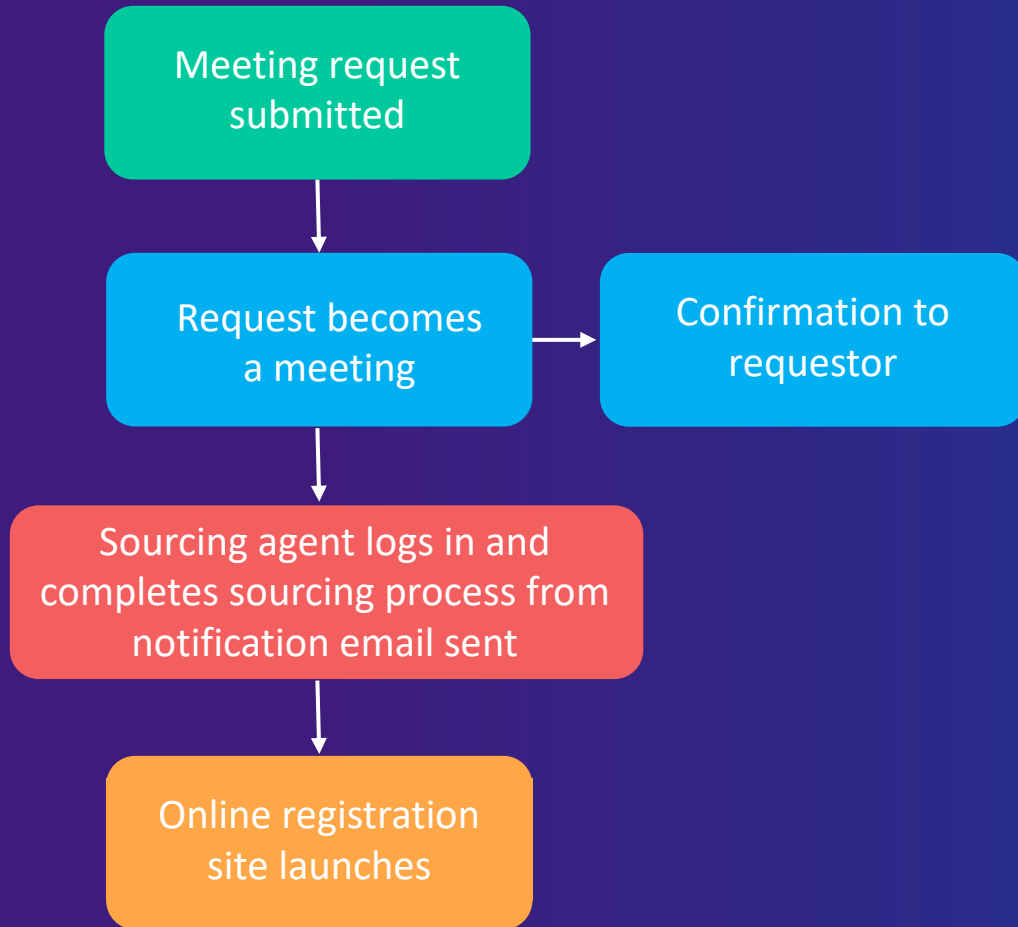 Meeting request
submitted
Request becomes
a meeting
Confirmation to
requestor
Sourcing agent logs in and
completes sourcing process from
notification email sent
Online registration
site launches